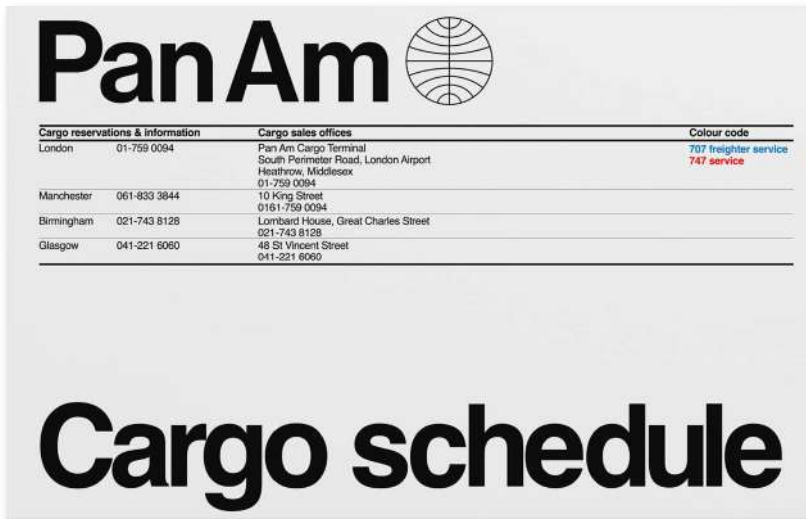 Pan Am
Cargo reservations & information Cargo sales offices Colour code
London 01-759 0094 Pan Am Cargo Terminal 707 freighter service
South Perimeter Road, London Airport 747 service
Heathrow, Middlesex
01-759 0094
Manchester 061-833 3844 10 King Street
0161-759 0094
Birmingham 021-743 8128 Lombard House, Great Charles Street
021-743 8128
Glasgow 041-221 6060 48 St Vincent Street
041-221 6060
Cargo schedule